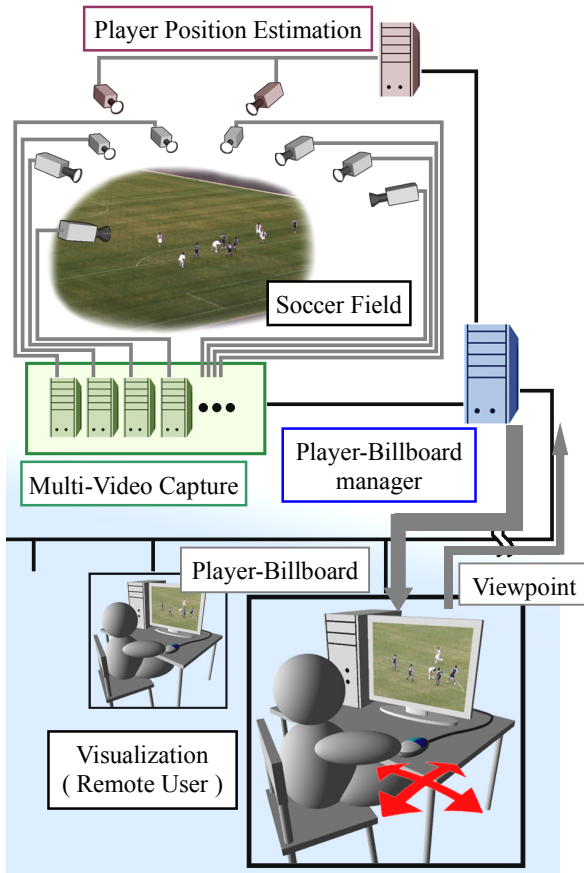 Player Position Estimation
Soccer Field
Multi-Video Capture
Player-Billboard
manager
Player-Billboard
Viewpoint
Visualization
( Remote User )